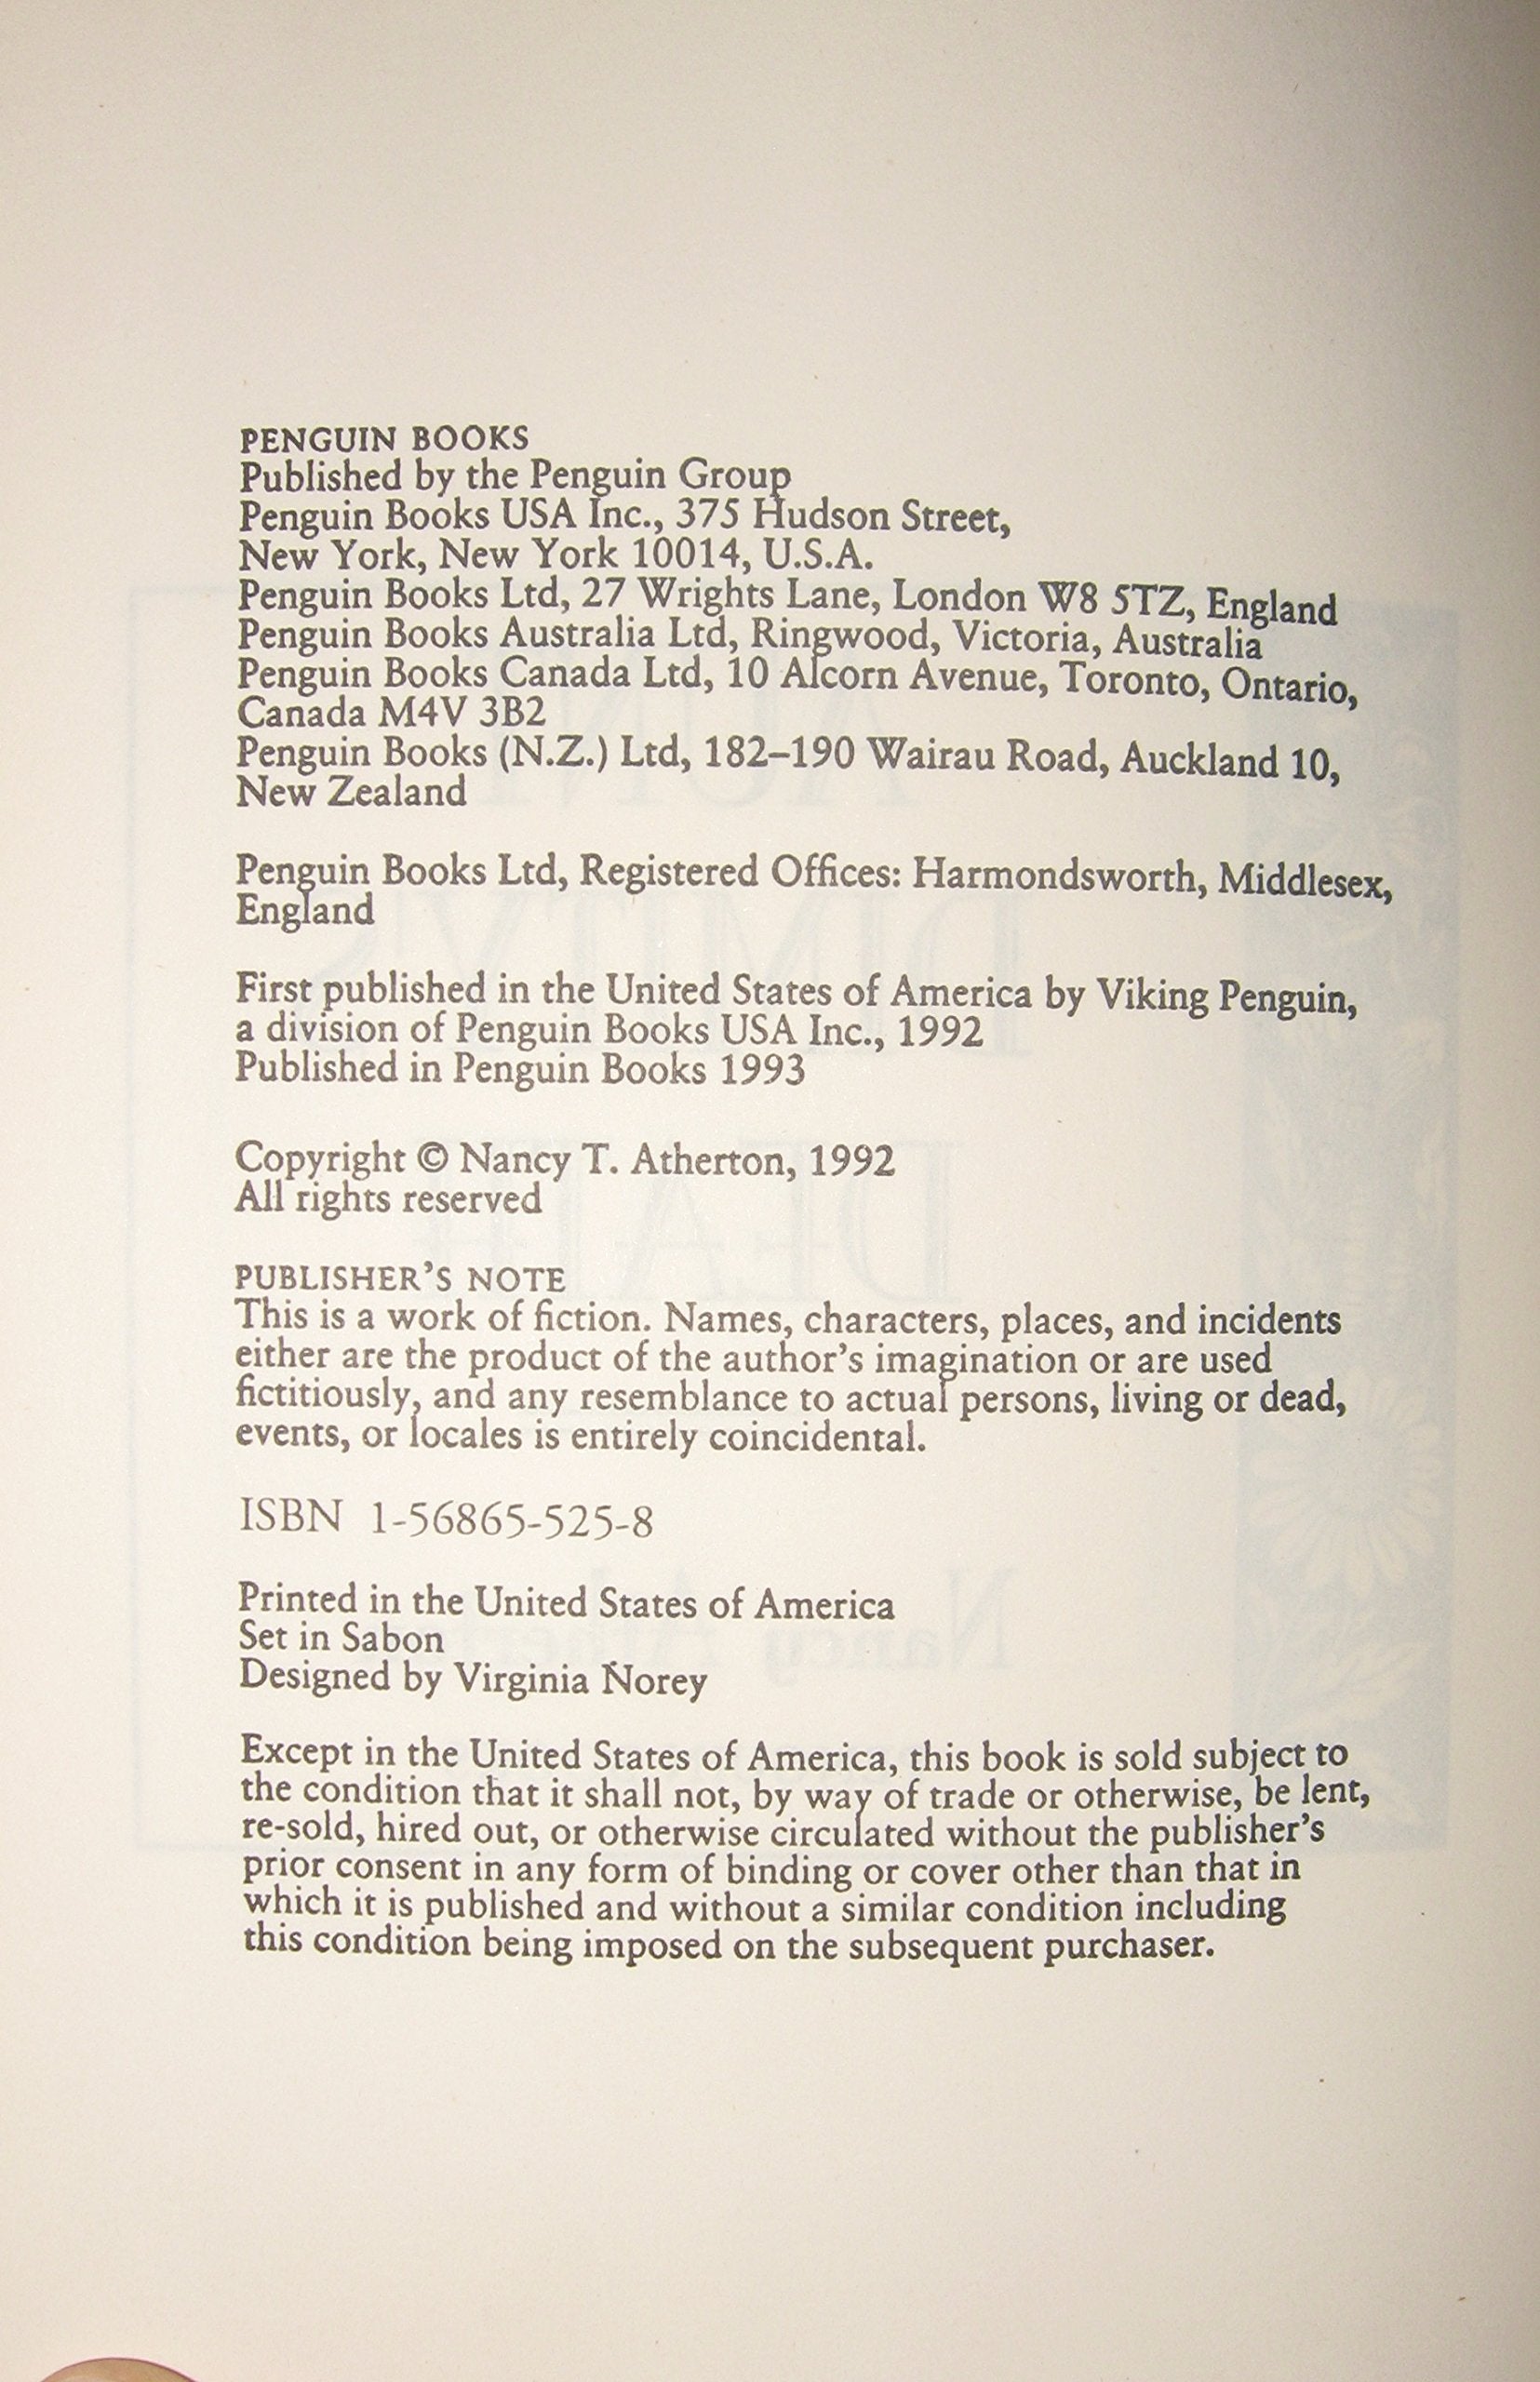 PENGUIN BOOKS
Published by the Penguin Group
Penguin Books USA Inc., 375 Hudson Street,
New York, New York 10014, U.S.A.
Penguin Books Ltd, 27 Wrights Lane, London W8 5TZ, England
Penguin Books Australia Ltd, Ringwood, Victoria, Australia
Penguin Books Canada Ltd, 10 Alcorn Avenue, Toronto, Ontario,
Canada M4V 3B2
Penguin Books (N.Z.) Ltd, 182–190 Wairau Road, Auckland 10,
New Zealand
Penguin Books Ltd, Registered Offices: Harmondsworth, Middlesex,
England
First published in the United States of America by Viking Penguin,
a division of Penguin Books USA Inc., 1992
Published in Penguin Books 1993
Copyright © Nancy T. Atherton, 1992
All rights reserved
PUBLISHER'S NOTE
This is a work of fiction. Names, characters, places, and incidents
either are the product of the author's imagination or are used
fictitiously, and any resemblance to actual persons, living or dead,
events, or locales is entirely coincidental.
ISBN 1-56865-525-8
Printed in the United States of America
Set in Sabon
Designed by Virginia Norey
Except in the United States of America, this book is sold subject to
the condition that it shall not, by way of trade or otherwise, be lent,
re-sold, hired out, or otherwise circulated without the publisher's
prior consent in any form of binding or cover other than that in
which it is published and without a similar condition including
this condition being imposed on the subsequent purchaser.